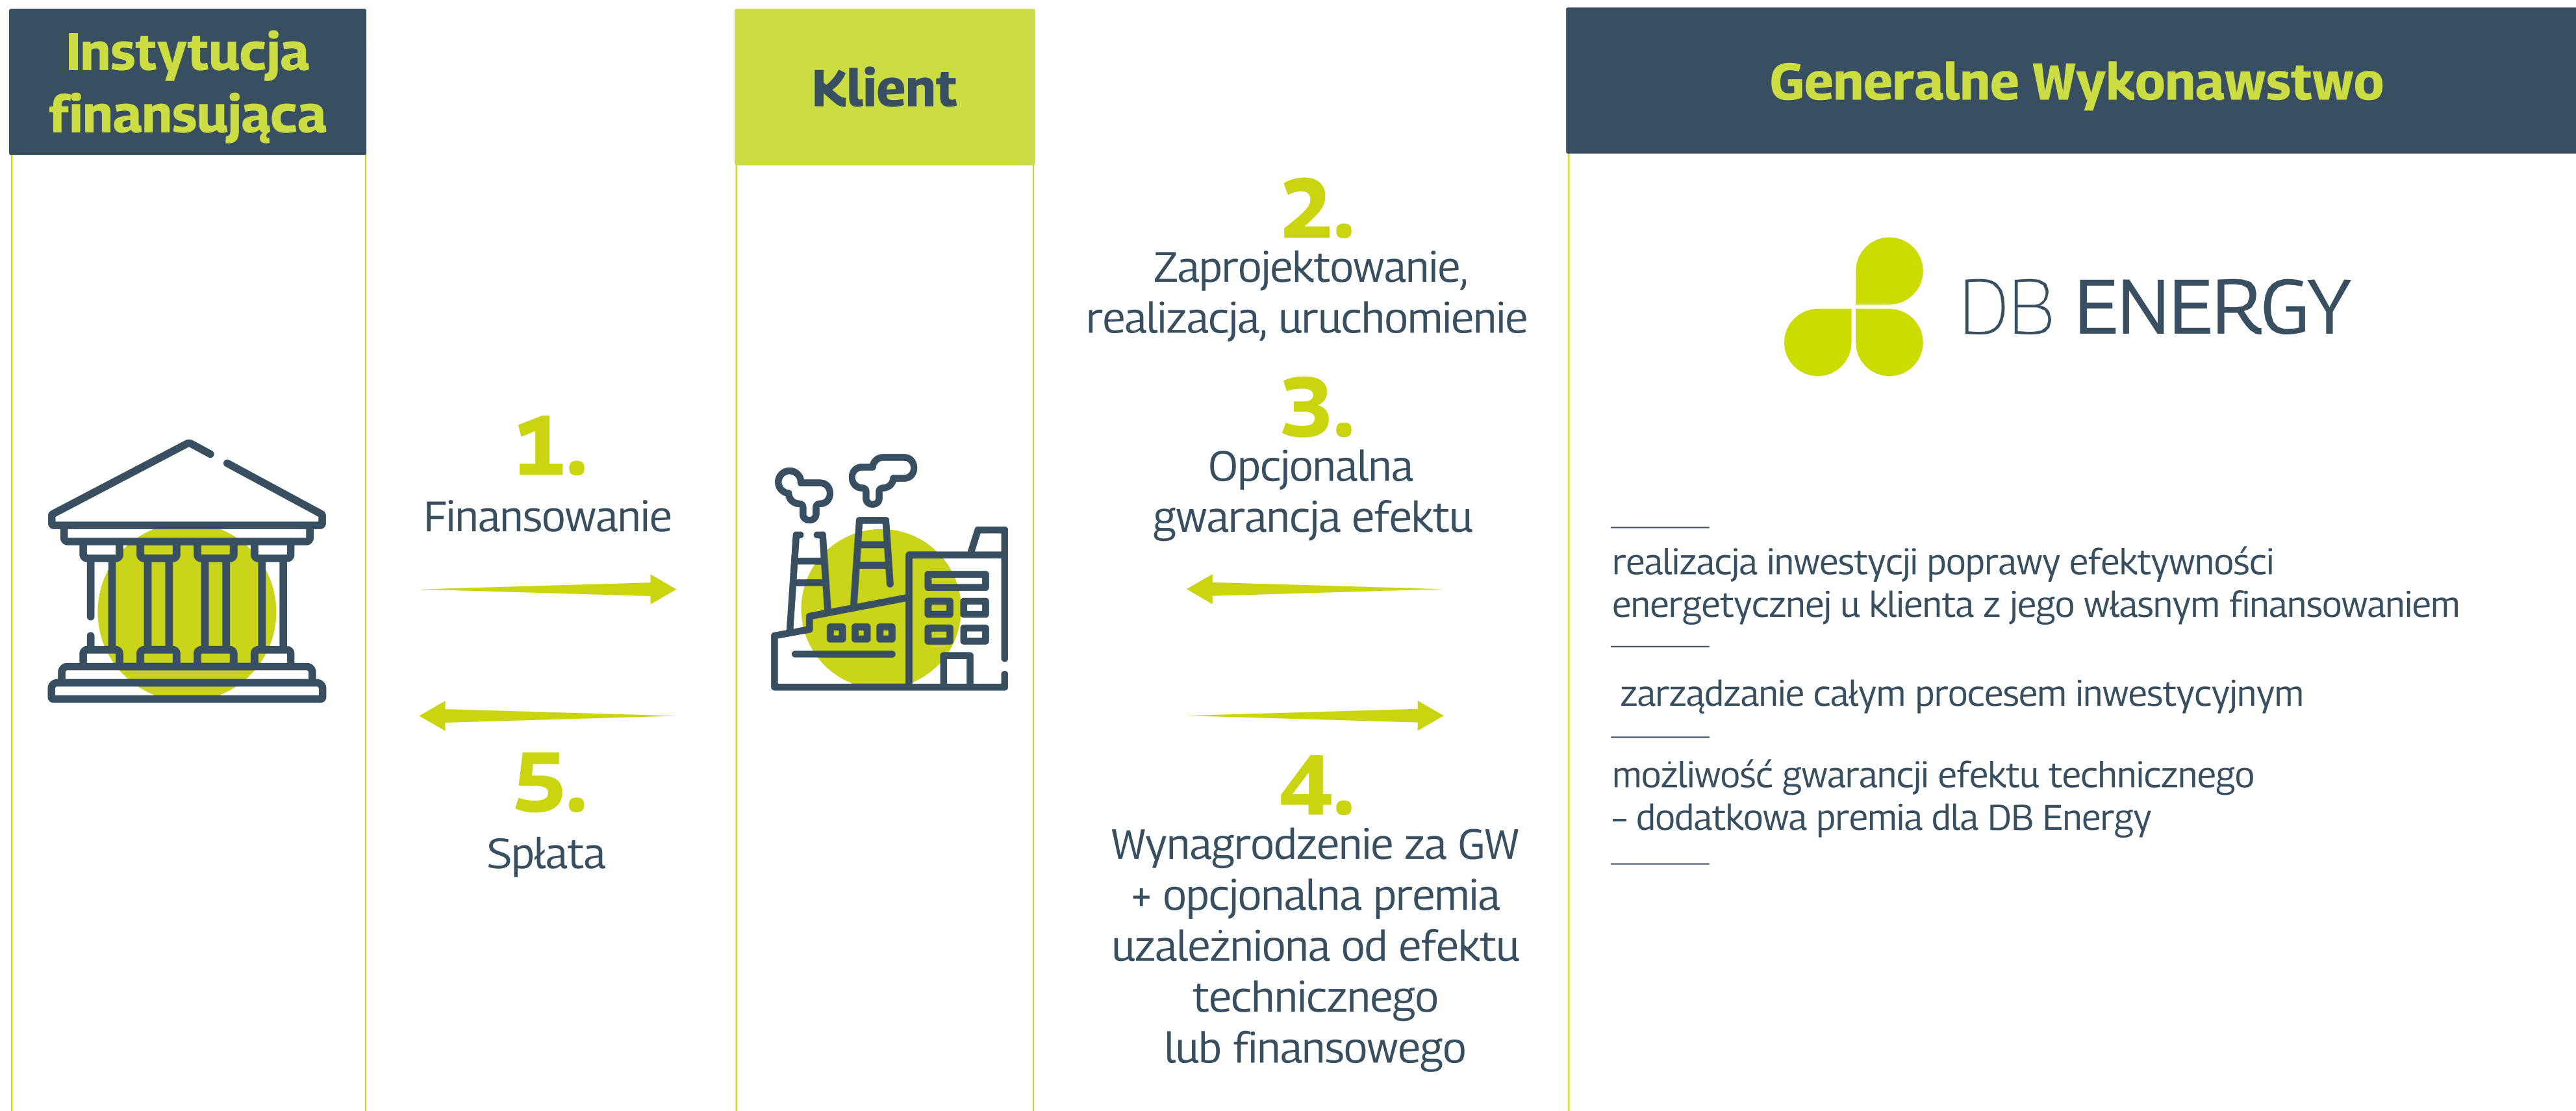 Instytucja
finansująca
Klient
Generalne Wykonawstwo
1.
Finansowanie
5.
Spłata
2.
Zaprojektowanie,
realizacja, uruchomienie
3.
Opcjonalna
gwarancja efektu
4.
Wynagrodzenie za GW
+ opcjonalna premia
uzależniona od efektu
technicznego
lub finansowego
DB ENERGY
realizacja inwestycji poprawy efektywności
energetycznej u klienta z jego własnym finansowaniem
zarządzanie całym procesem inwestycyjnym
możliwość gwarancji efektu technicznego
– dodatkowa premia dla DB Energy